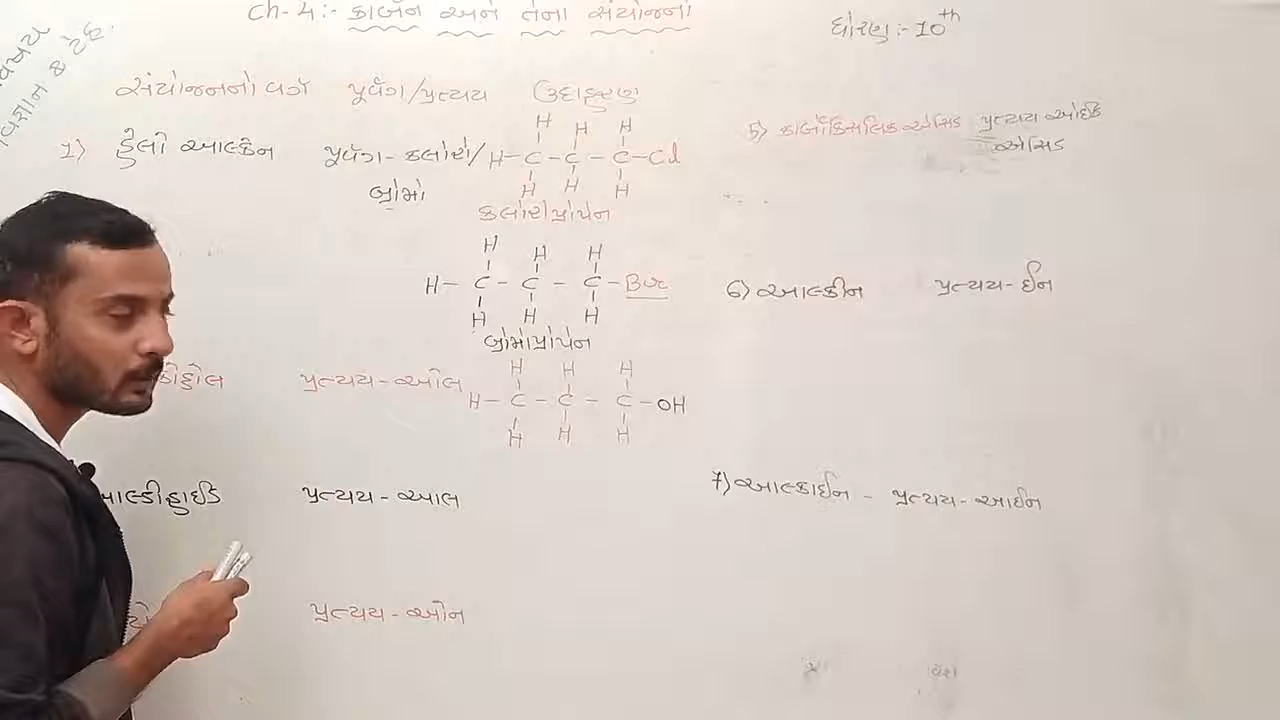 Ch-4:- કાર્બન અને તેના સંયોજનો
ધોરણ:- 10th
વિજ્ઞાન & ટેક.
સંયોજનનો વર્ગ પૂર્વગ/પ્રત્યય ઉદાહરણ
1) હેલો આલ્કેન પૂર્વગ - કલોરો/
બ્રોમો
H H H
H-C-C-C-Cl
H H H
કલોરોપ્રોપેન
H H H
H-C-C-C-Br
H H H
બ્રોમોપ્રોપેન
પ્રત્યય-ઓલ
H H H
H-C-C-C-OH
H H H
આલ્ડીહાઈડ પ્રત્યય-આલ
પ્રત્યય-ઓન
5) કાર્બોક્સિલિક એસિડ પ્રત્યય ઓઈક
એસિડ
6) આલ્કીન પ્રત્યય-ઈન
7) આલ્કાઈન - પ્રત્યય-આઈન